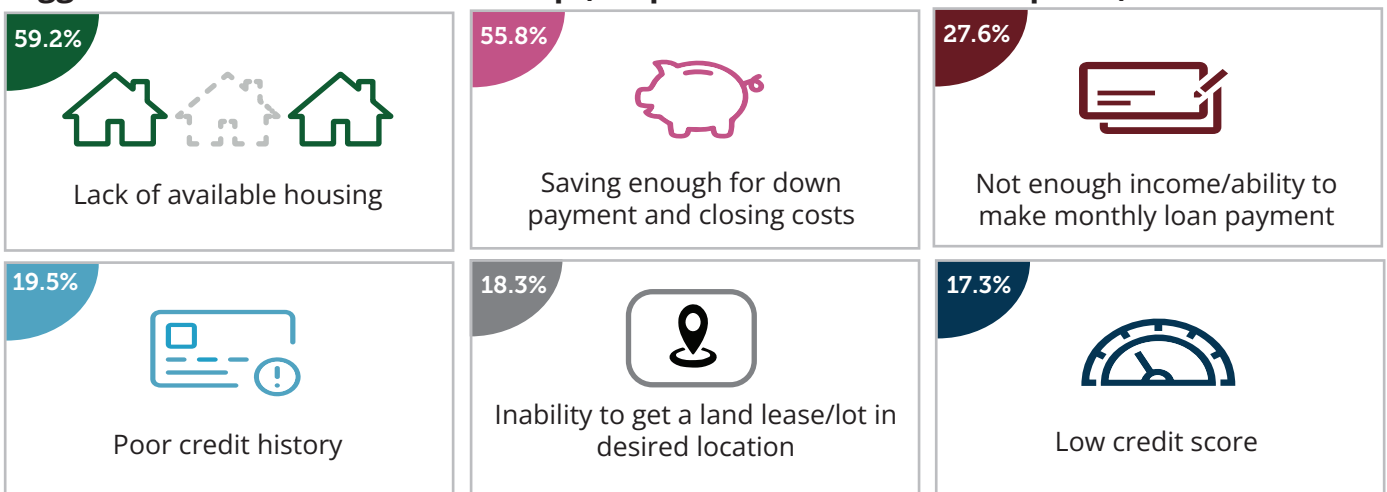 59.2%
Lack of available housing
55.8%
Saving enough for down
payment and closing costs
27.6%
Not enough income/ability to
make monthly loan payment
19.5%
Poor credit history
18.3%
Inability to get a land lease/lot in
desired location
17.3%
Low credit score